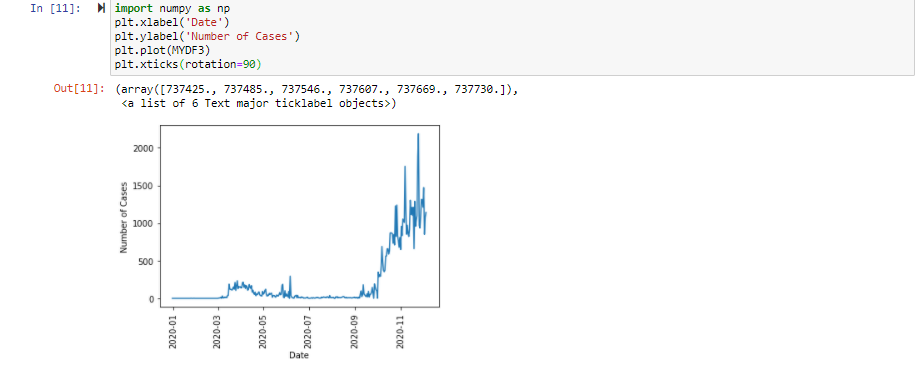 In [11]: import numpy as np
plt.xlabel('Date')
plt.ylabel('Number of Cases')
plt.plot(MYDF3)
plt.xticks(rotation=90)
Out[11]: (array([737425., 737485., 737546., 737607., 737669., 737730.]),
<a list of 6 Text major ticklabel objects>)
2000
1500
1000
500
0
Number of Cases
2020-01
2020-03
2020-05
2020-07
2020-09
2020-11
Date